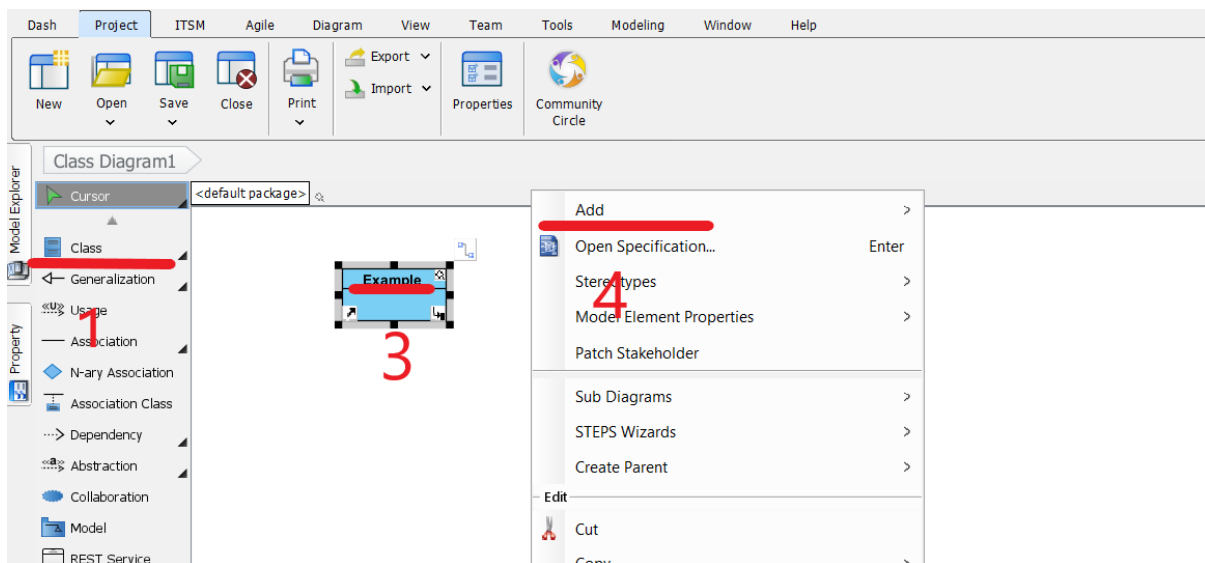 Dash Project ITSM Agile Diagram View Team Tools Modeling Window Help
New Open Save Close Print Export Import Properties Community Circle
Class Diagram1
Model Explorer
Property
Cursor
Class
Generalization
«U» Usage
Association
N-ary Association
Association Class
Dependency
«a» Abstraction
Collaboration
Model
REST Service
1
<default package>
Example
3
Add >
Open Specification... Enter
Stereotypes >
Model Element Properties >
Patch Stakeholder
Sub Diagrams >
STEPS Wizards >
Create Parent >
Edit
Cut
Copy >
4